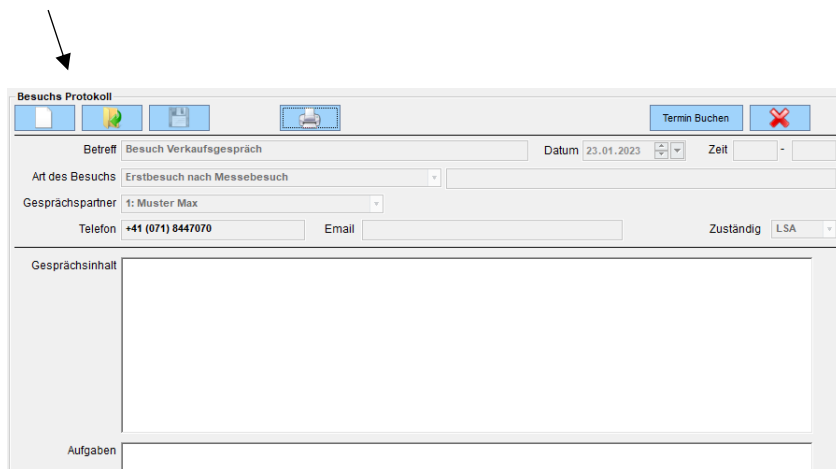 Besuchs Protokoll
Termin Buchen
Betreff Besuch Verkaufsgespräch Datum 23.01.2023 Zeit -
Art des Besuchs Erstbesuch nach Messebesuch
Gesprächspartner 1: Muster Max
Telefon +41 (071) 8447070 Email Zuständig LSA
Gesprächsinhalt
Aufgaben